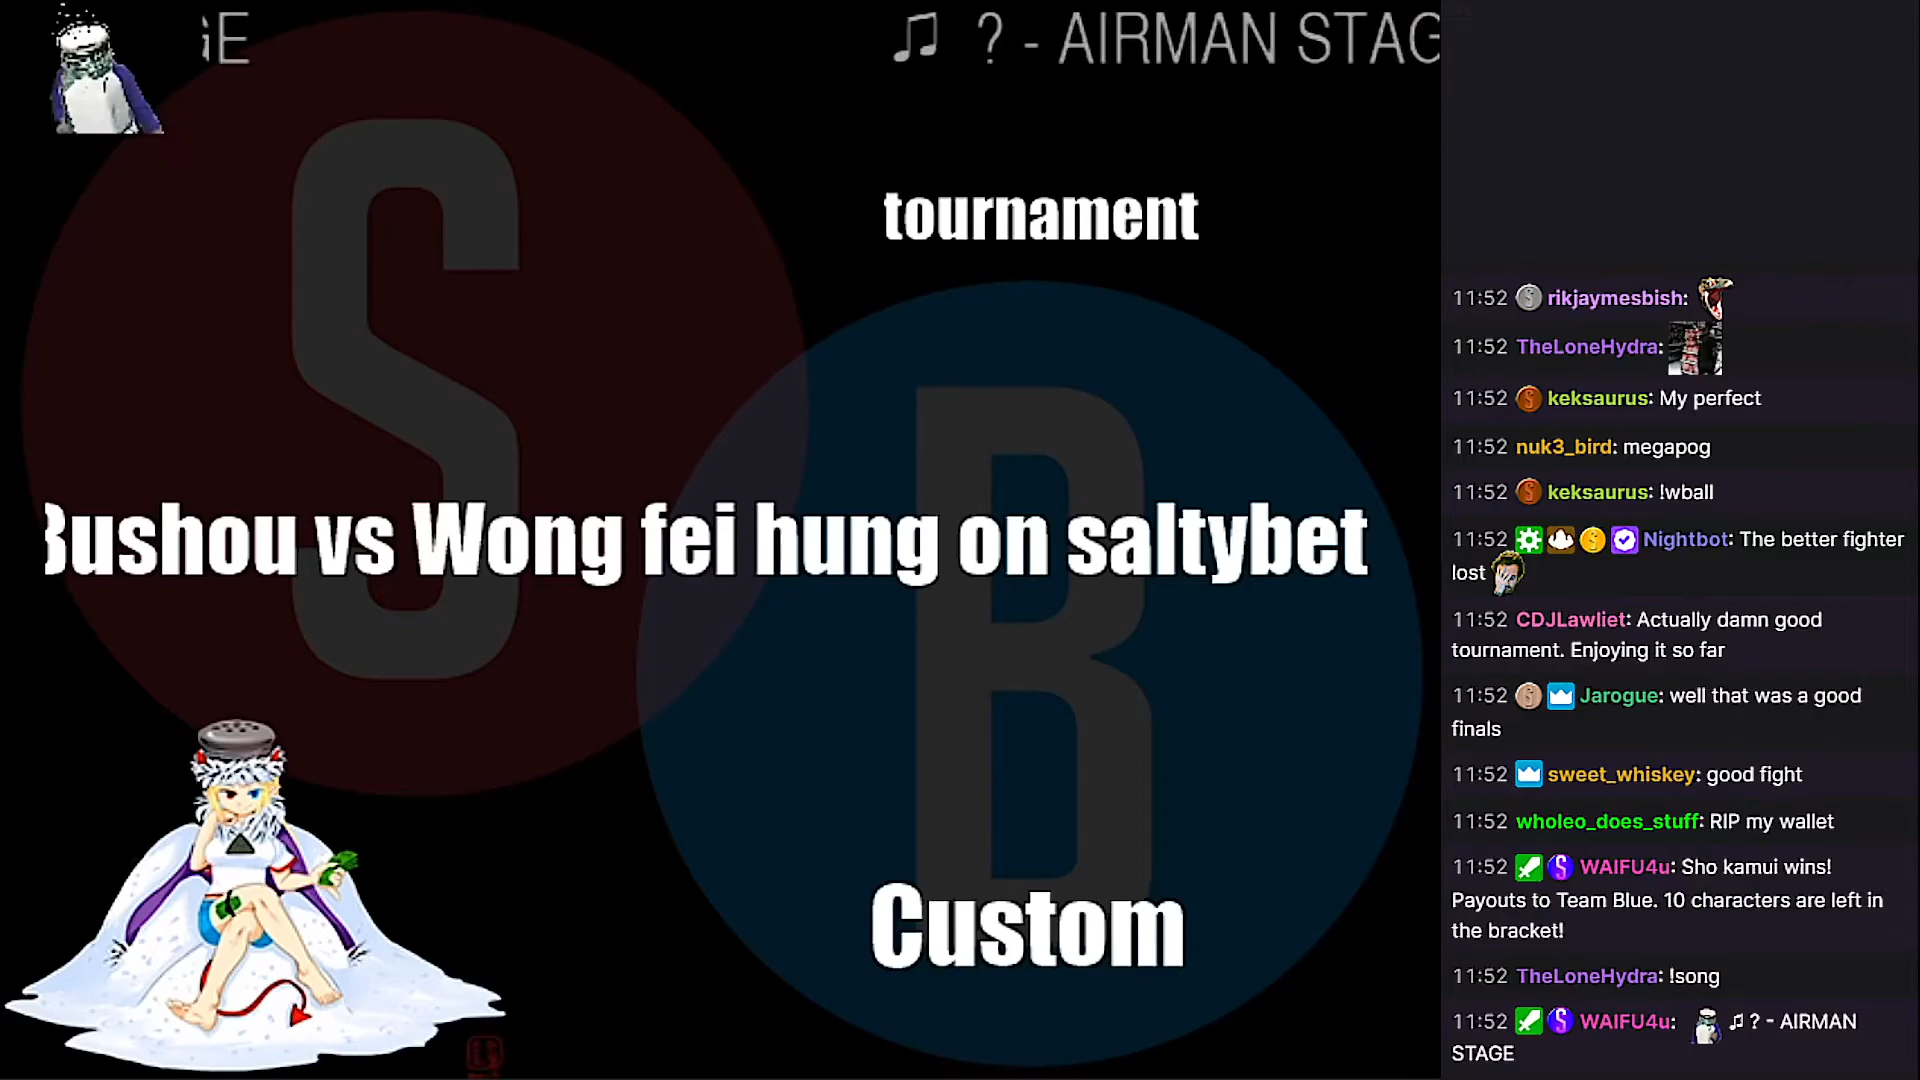 GE
♫ ? - AIRMAN STAG
tournament
S
B
Bushou vs Wong fei hung on saltybet
Custom
11:52 rikjaymesbish:
11:52 TheLoneHydra:
11:52 keksaurus: My perfect
11:52 nuk3_bird: megapog
11:52 keksaurus: !wball
11:52 Nightbot: The better fighter
lost
11:52 CDJLawliet: Actually damn good
tournament. Enjoying it so far
11:52 Jarogue: well that was a good
finals
11:52 sweet_whiskey: good fight
11:52 wholeo_does_stuff: RIP my wallet
11:52 WAIFU4u: Sho kamui wins!
Payouts to Team Blue. 10 characters are left in
the bracket!
11:52 TheLoneHydra: !song
11:52 WAIFU4u: ♫ ? - AIRMAN
STAGE